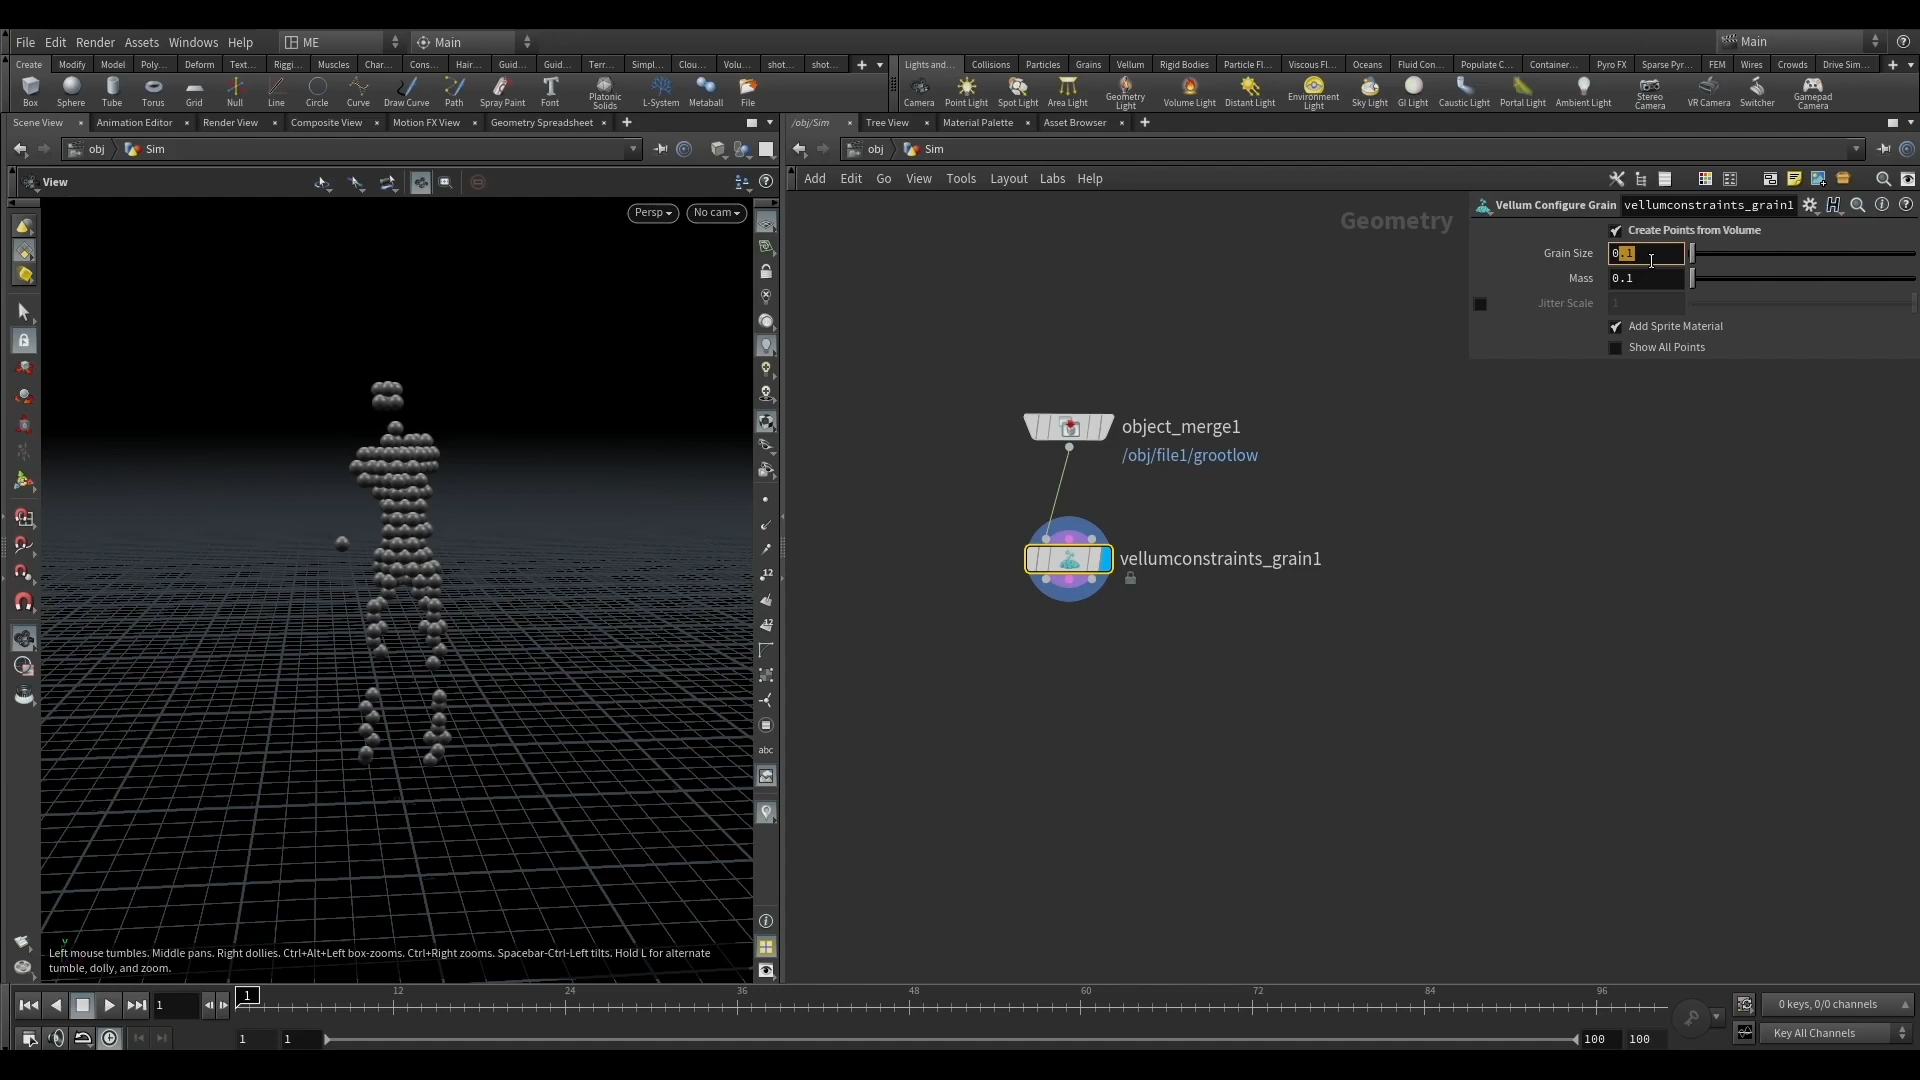 File Edit Render Assets Windows Help ME Main Main
Create Modify Model Poly... Deform Text... Riggi... Muscles Char... Cons... Hair... Guid... Guid... Terr... Simpl... Clou... Volu... shot... shot...
Box Sphere Tube Torus Grid Null Line Circle Curve Draw Curve Path Spray Paint Font Platonic Solids L-System Metaball File
Lights and... Collisions Particles Grains Vellum Rigid Bodies Particle Fl... Viscous Fl... Oceans Fluid Con... Populate C... Container... Pyro FX Sparse Pyr... FEM Wires Crowds Drive Sim...
Camera Point Light Spot Light Area Light Geometry Light Volume Light Distant Light Environment Light Sky Light GI Light Caustic Light Portal Light Ambient Light Stereo Camera VR Camera Switcher Gamepad Camera
Scene View Animation Editor Render View Composite View Motion FX View Geometry Spreadsheet
/obj/Sim Tree View Material Palette Asset Browser
obj Sim
obj Sim
View
Add Edit Go View Tools Layout Labs Help
Persp No cam
Geometry
Vellum Configure Grain vellumconstraints_grain1
Create Points from Volume
Grain Size 0.1
Mass 0.1
Jitter Scale 1
Add Sprite Material
Show All Points
object_merge1
/obj/file1/grootlow
vellumconstraints_grain1
12
12
abc
y
Left mouse tumbles. Middle pans. Right dollies. Ctrl+Alt+Left box-zooms. Ctrl+Right zooms. Spacebar-Ctrl-Left tilts. Hold L for alternate
tumble, dolly, and zoom.
1 1 12 24 36 48 60 72 84 96
0 keys, 0/0 channels
1 1 100 100
Key All Channels